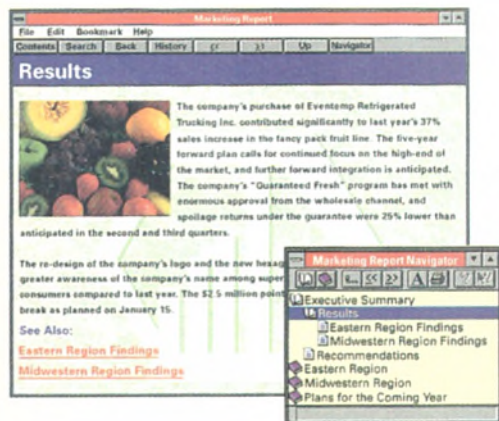 Marketing Report
File Edit Bookmark Help
Contents Search Back History << >> Up Navigator
Results
The company's purchase of Eventemp Refrigerated
Trucking Inc. contributed significantly to last year's 37%
sales increase in the fancy pack fruit line. The five-year
forward plan calls for continued focus on the high-end of
the market, and further forward integration is anticipated.
The company's "Guaranteed Fresh" program has met with
enormous approval from the wholesale channel, and
spoilage returns under the guarantee were 25% lower than
anticipated in the second and third quarters.
The re-design of the company's logo and the new hexag
greater awareness of the company's name among super
consumers compared to last year. The $2.5 million point
break as planned on January 15.
See Also:
Eastern Region Findings
Midwestern Region Findings
Marketing Report Navigator
<< >> A
Executive Summary
Results
Eastern Region Findings
Midwestern Region Findings
Recommendations
Eastern Region
Midwestern Region
Plans for the Coming Year